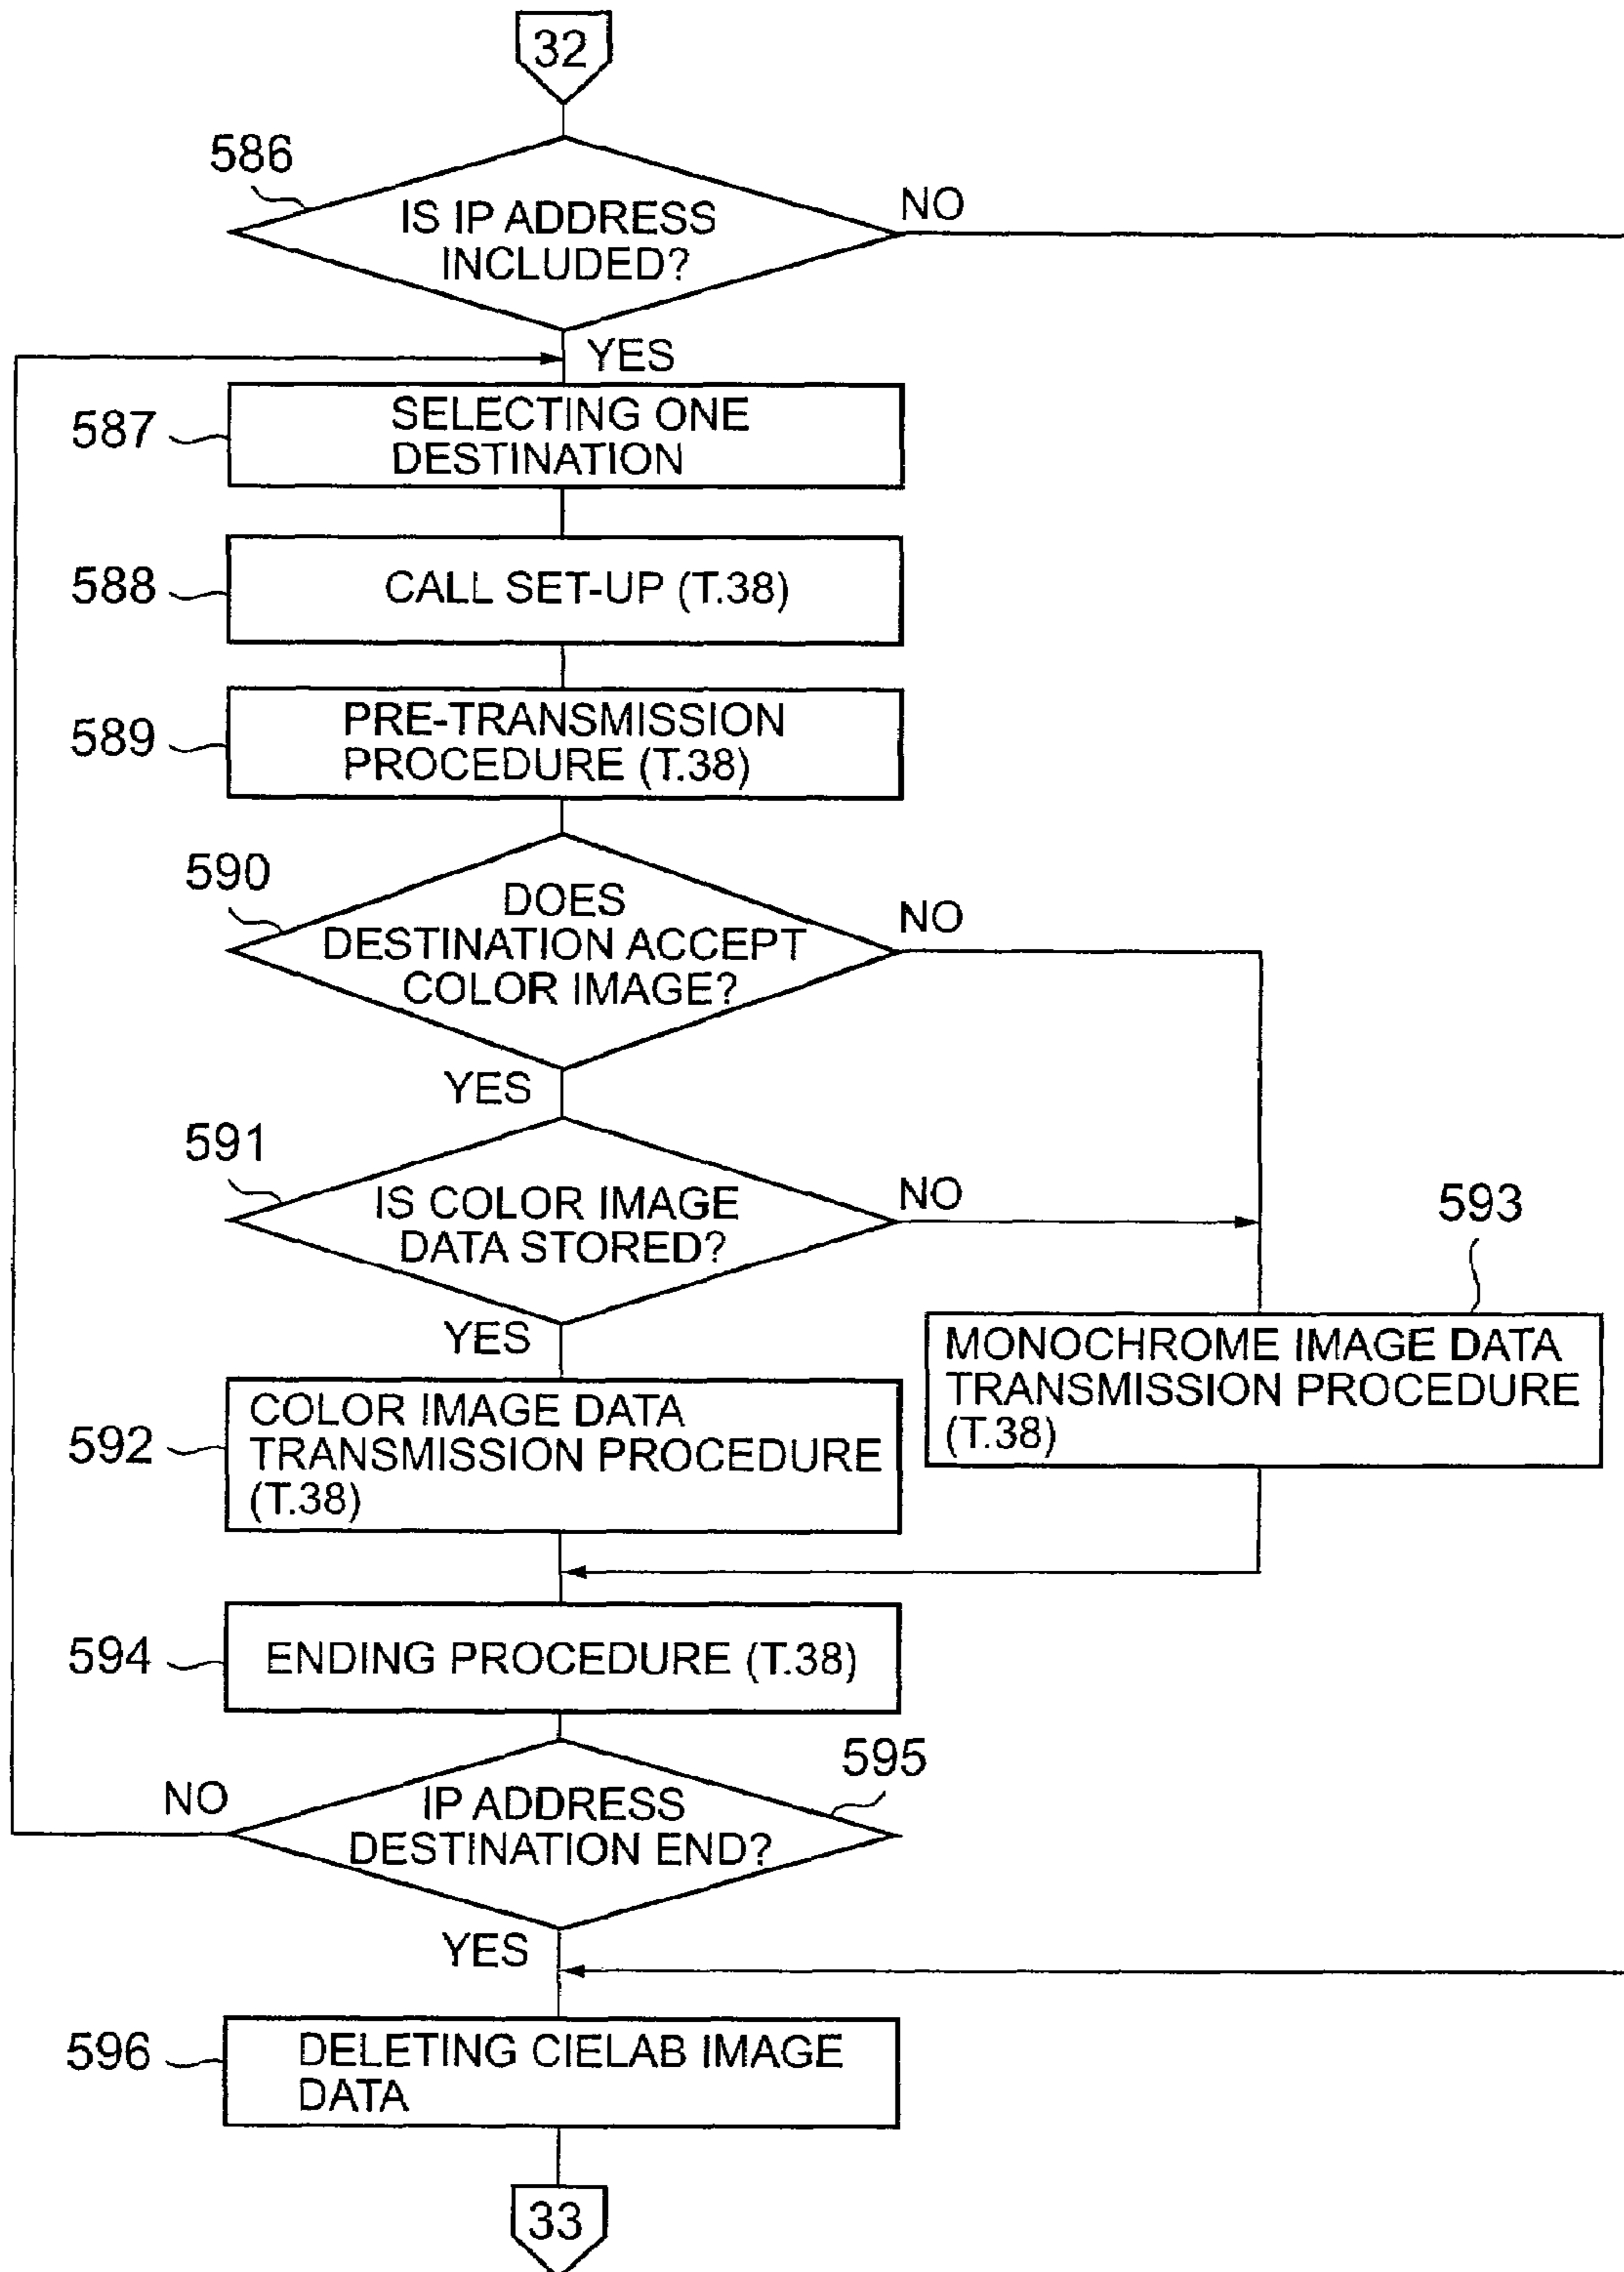 32
586
IS IP ADDRESS
INCLUDED?
NO
YES
587
SELECTING ONE
DESTINATION
588
CALL SET-UP (T.38)
589
PRE-TRANSMISSION
PROCEDURE (T.38)
590
DOES
DESTINATION ACCEPT
COLOR IMAGE?
NO
YES
591
IS COLOR IMAGE
DATA STORED?
NO
YES
593
MONOCHROME IMAGE DATA
TRANSMISSION PROCEDURE
(T.38)
592
COLOR IMAGE DATA
TRANSMISSION PROCEDURE
(T.38)
594
ENDING PROCEDURE (T.38)
595
IP ADDRESS
DESTINATION END?
NO
YES
596
DELETING CIELAB IMAGE
DATA
33